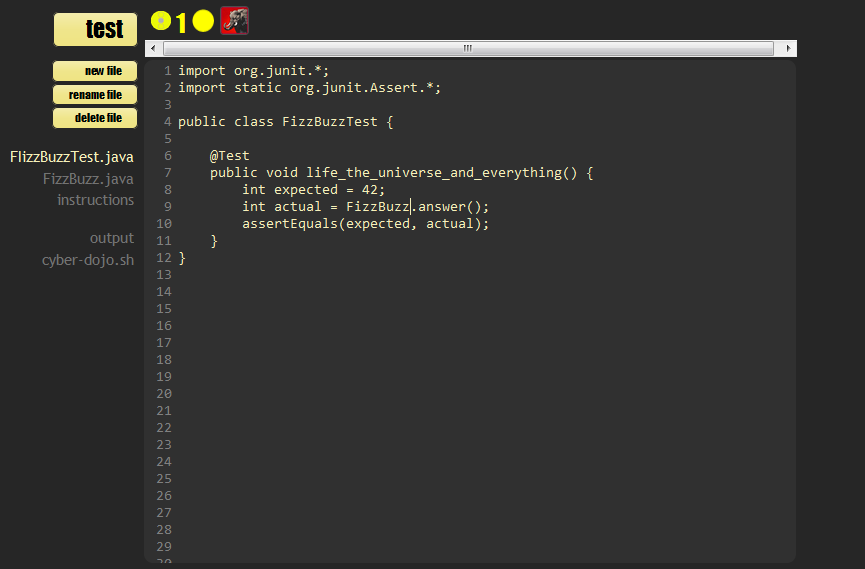 test
1
new file
rename file
delete file
FlizzBuzzTest.java
FizzBuzz.java
instructions
output
cyber-dojo.sh
1 import org.junit.*;
2 import static org.junit.Assert.*;
3
4 public class FizzBuzzTest {
5
6     @Test
7     public void life_the_universe_and_everything() {
8         int expected = 42;
9         int actual = FizzBuzz.answer();
10         assertEquals(expected, actual);
11     }
12 }
13
14
15
16
17
18
19
20
21
22
23
24
25
26
27
28
29
30